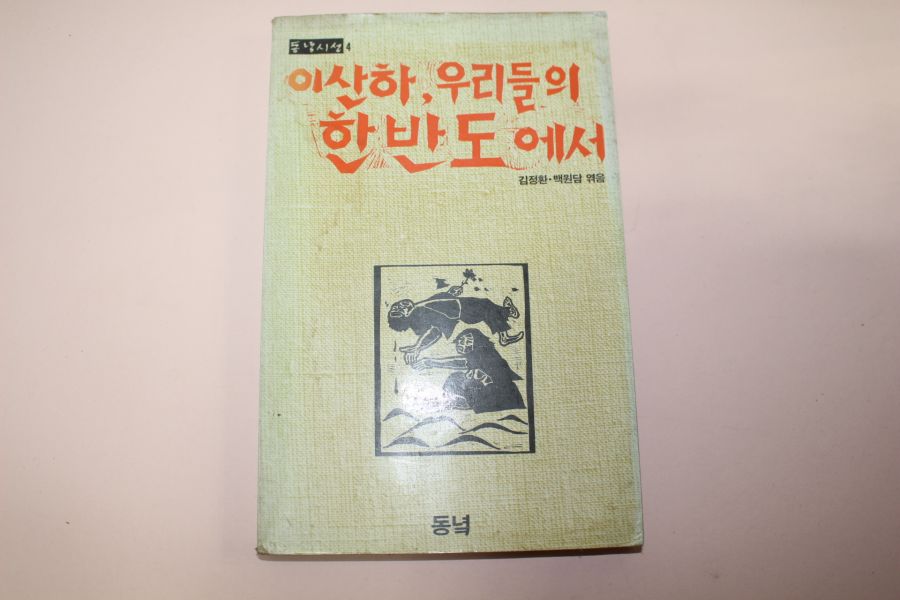 동녘시선 4
이산하, 우리들의
한반도에서
김정환·백원담 엮음
동녘